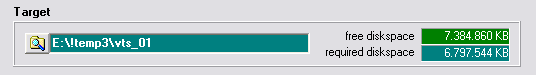 Target
E:\!temp3\vts_01
free diskspace 7.384.860 KB
required diskspace 6.797.544 KB